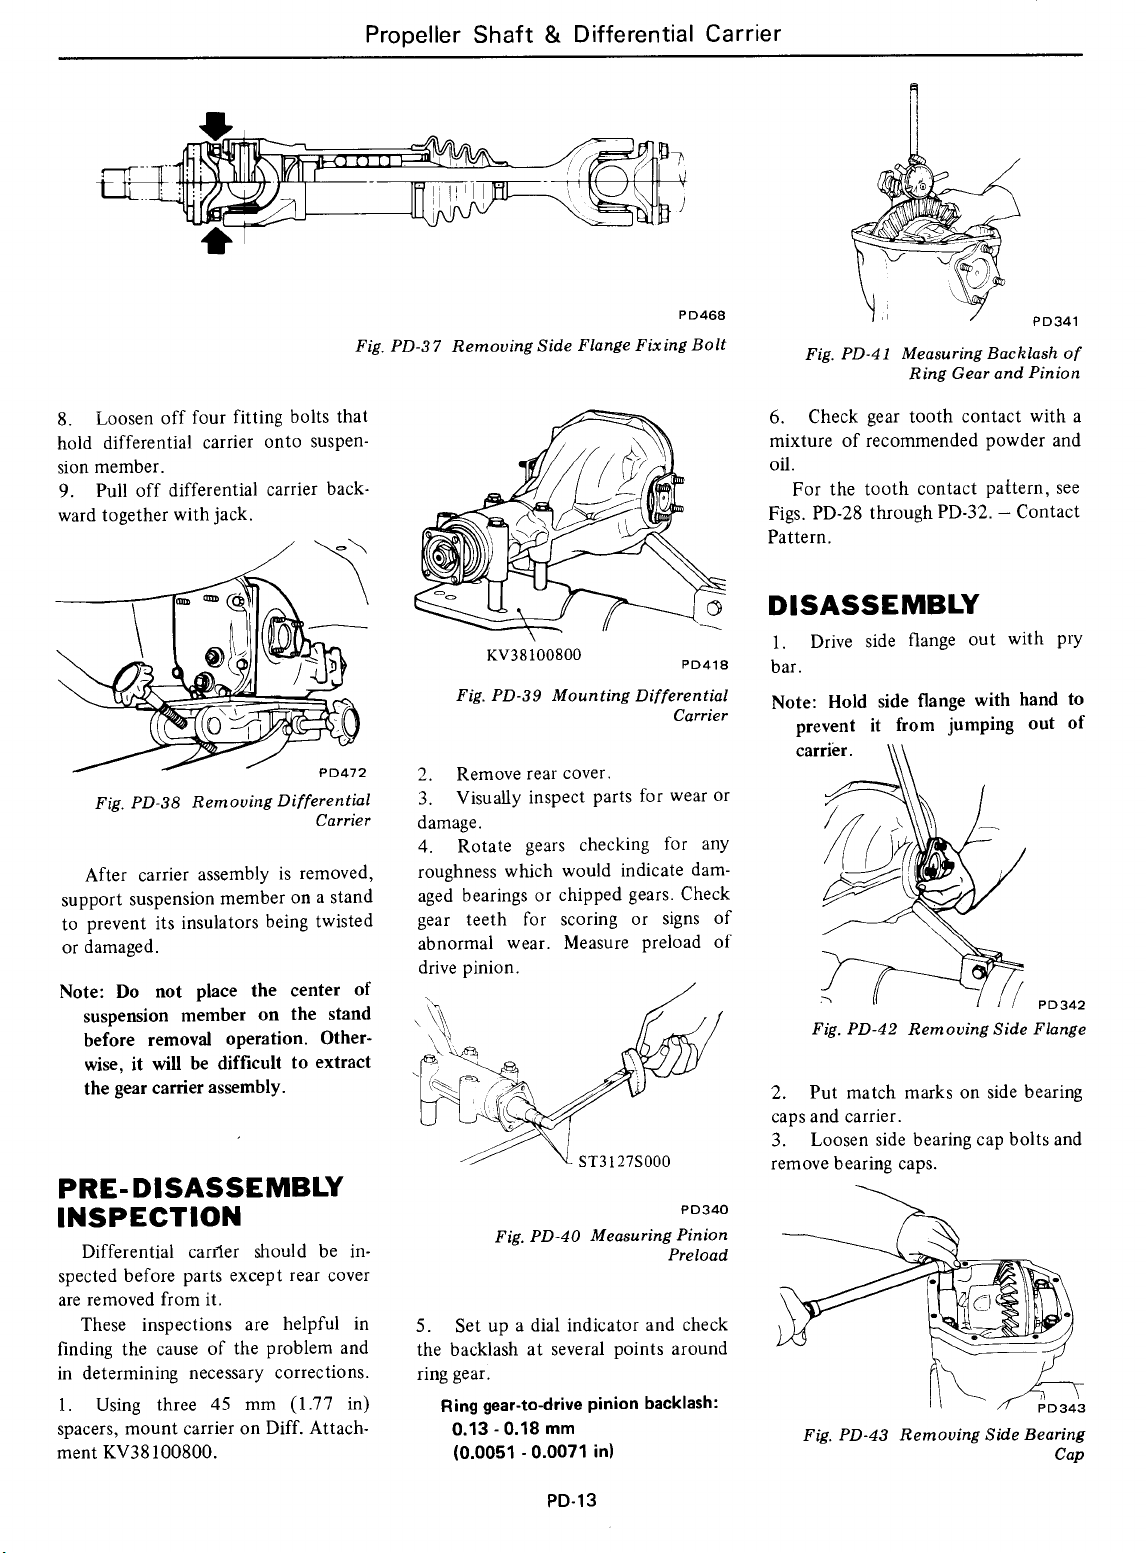 Propeller Shaft & Differential Carrier
PD468
Fig. PD-37 Removing Side Flange Fixing Bolt
8. Loosen off four fitting bolts that
hold differential carrier onto suspen-
sion member.
9. Pull off differential carrier back-
ward together with jack.
PD472
Fig. PD-38 Removing Differential
Carrier
After carrier assembly is removed,
support suspension member on a stand
to prevent its insulators being twisted
or damaged.
Note: Do not place the center of
suspension member on the stand
before removal operation. Other-
wise, it will be difficult to extract
the gear carrier assembly.
PRE-DISASSEMBLY
INSPECTION
Differential carrier should be in-
spected before parts except rear cover
are removed from it.
These inspections are helpful in
finding the cause of the problem and
in determining necessary corrections.
1. Using three 45 mm (1.77 in)
spacers, mount carrier on Diff. Attach-
ment KV38100800.
KV38100800
PD418
Fig. PD-39 Mounting Differential
Carrier
2. Remove rear cover.
3. Visually inspect parts for wear or
damage.
4. Rotate gears checking for any
roughness which would indicate dam-
aged bearings or chipped gears. Check
gear teeth for scoring or signs of
abnormal wear. Measure preload of
drive pinion.
ST3127S000
PD340
Fig. PD-40 Measuring Pinion
Preload
5. Set up a dial indicator and check
the backlash at several points around
ring gear.
Ring gear-to-drive pinion backlash:
0.13 - 0.18 mm
(0.0051 - 0.0071 in)
PD341
Fig. PD-41 Measuring Backlash of
Ring Gear and Pinion
6. Check gear tooth contact with a
mixture of recommended powder and
oil.
For the tooth contact pattern, see
Figs. PD-28 through PD-32. – Contact
Pattern.
DISASSEMBLY
1. Drive side flange out with pry
bar.
Note: Hold side flange with hand to
prevent it from jumping out of
carrier.
PD342
Fig. PD-42 Removing Side Flange
2. Put match marks on side bearing
caps and carrier.
3. Loosen side bearing cap bolts and
remove bearing caps.
PD343
Fig. PD-43 Removing Side Bearing
Cap
PD-13